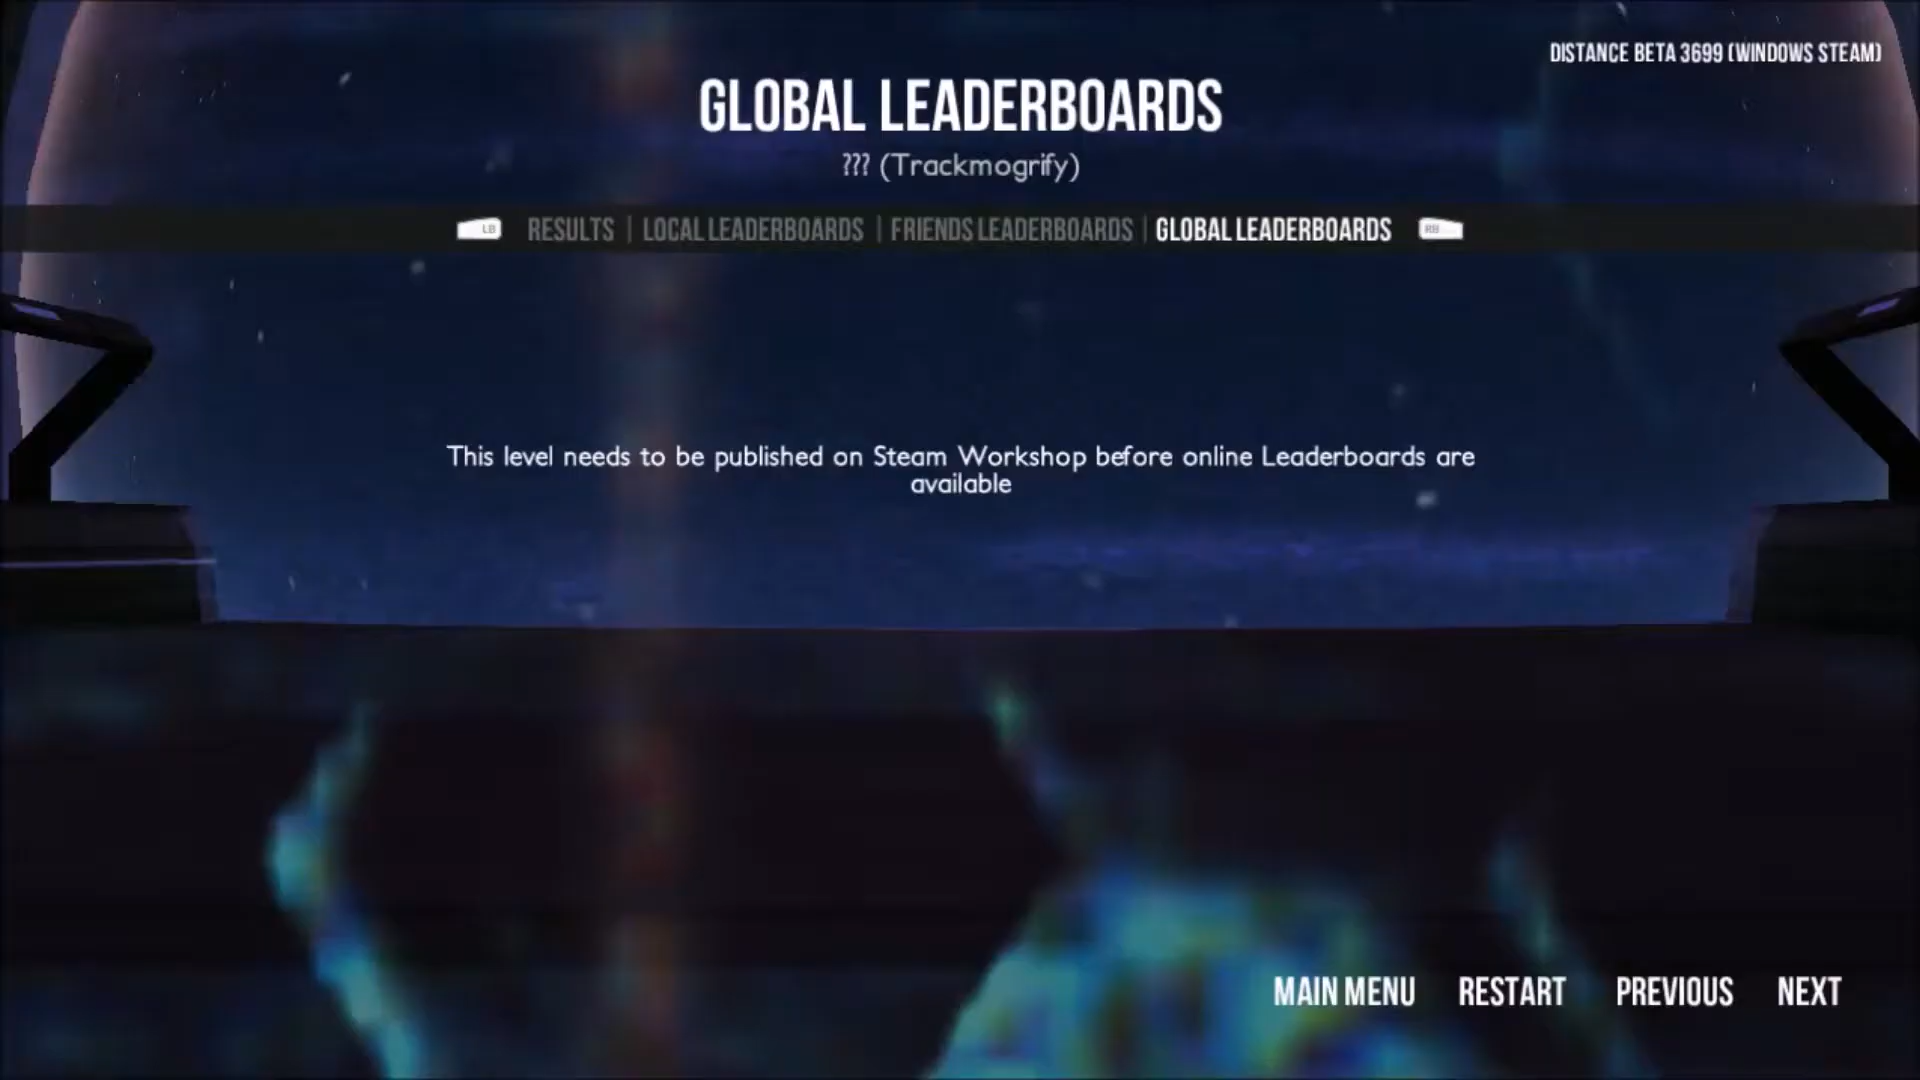 DISTANCE BETA 3699 (WINDOWS STEAM)
GLOBAL LEADERBOARDS
??? (Trackmogrify)
LB RESULTS | LOCAL LEADERBOARDS | FRIENDS LEADERBOARDS | GLOBAL LEADERBOARDS RB
This level needs to be published on Steam Workshop before online Leaderboards are
available
MAIN MENU RESTART PREVIOUS NEXT